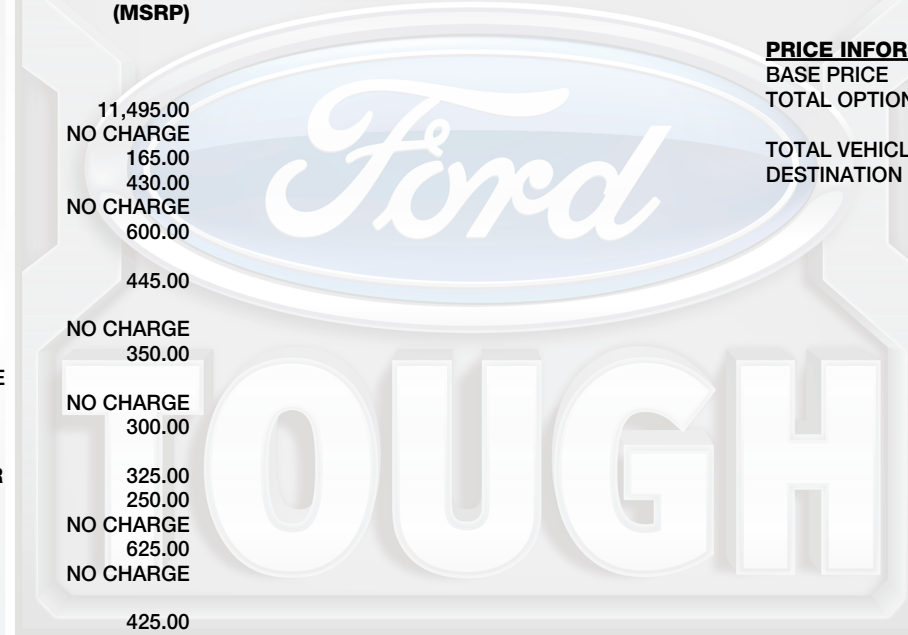 (MSRP)
PRICE INFOR
BASE PRICE
TOTAL OPTION
11,495.00
NO CHARGE
TOTAL VEHICL
165.00
DESTINATION
430.00
NO CHARGE
600.00
Ford
445.00
NO CHARGE
350.00
E
NO CHARGE
300.00
TOUGH
R
325.00
250.00
NO CHARGE
625.00
NO CHARGE
425.00